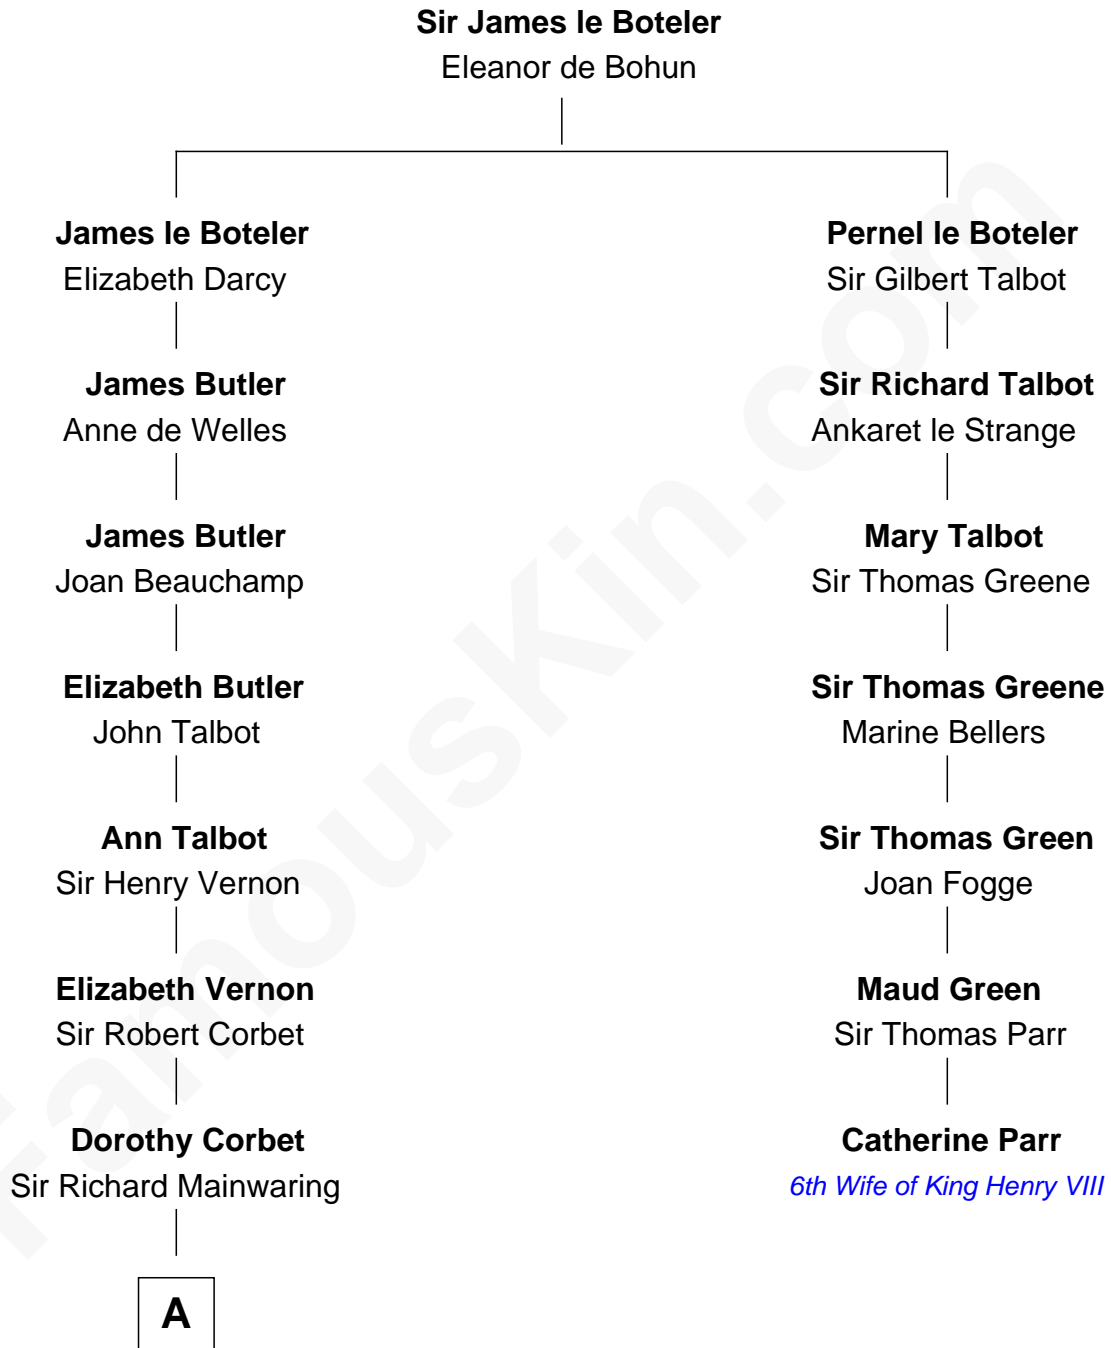 Sir James le Boteler
Eleanor de Bohun
James le Boteler
Elizabeth Darcy
Pernel le Boteler
Sir Gilbert Talbot
James Butler
Anne de Welles
Sir Richard Talbot
Ankaret le Strange
James Butler
Joan Beauchamp
Mary Talbot
Sir Thomas Greene
Elizabeth Butler
John Talbot
Sir Thomas Greene
Marine Bellers
Ann Talbot
Sir Henry Vernon
Sir Thomas Green
Joan Fogge
Elizabeth Vernon
Sir Robert Corbet
Maud Green
Sir Thomas Parr
Dorothy Corbet
Sir Richard Mainwaring
Catherine Parr
6th Wife of King Henry VIII
A
FamousKin.com